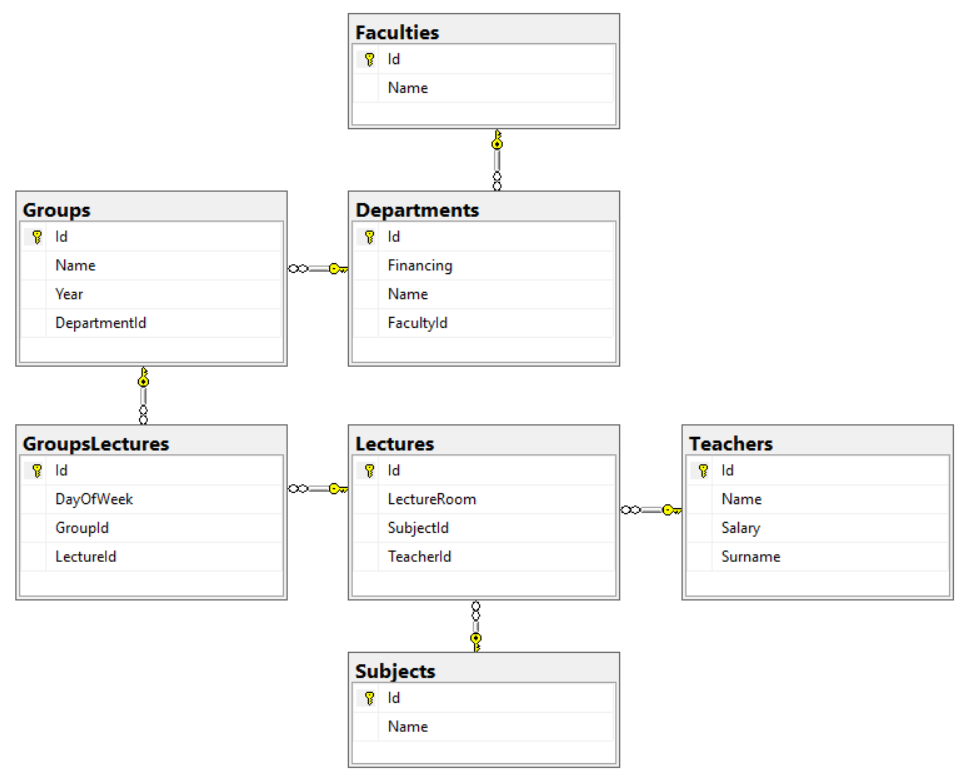 Faculties
Id
Name
Groups
Id
Name
Year
DepartmentId
Departments
Id
Financing
Name
FacultyId
GroupsLectures
Id
DayOfWeek
GroupId
LectureId
Lectures
Id
LectureRoom
SubjectId
TeacherId
Teachers
Id
Name
Salary
Surname
Subjects
Id
Name